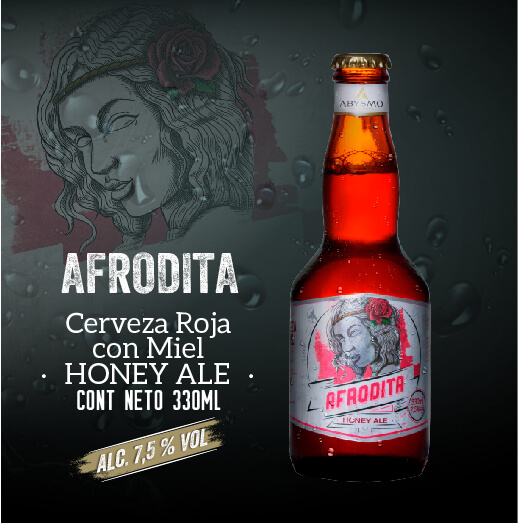 AFRODITA
Cerveza Roja
con Miel
· HONEY ALE ·
CONT NETO 330ML
ALC. 7,5 % VOL
ABYSMO
AFRODITA
HONEY ALE